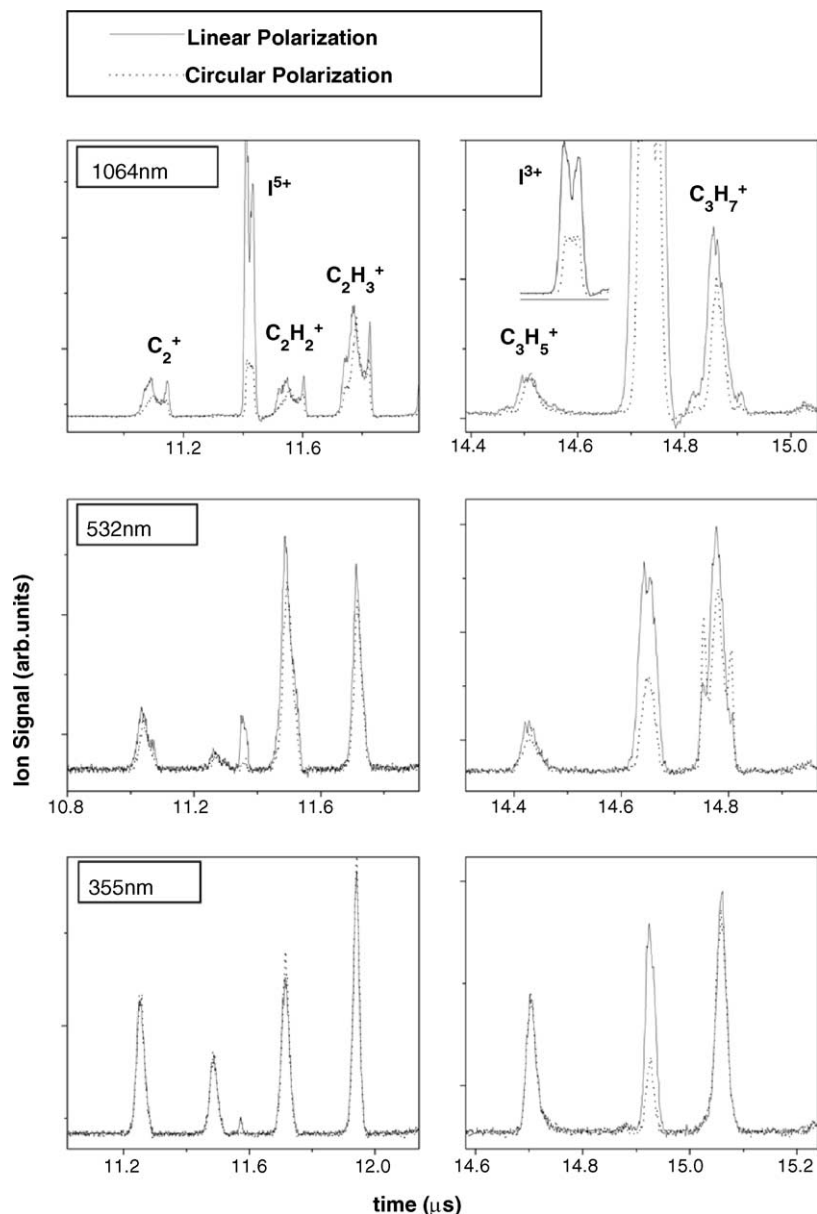 Linear Polarization
Circular Polarization
1064nm
I⁵⁺
C₂⁺
C₂H₂⁺
C₂H₃⁺
11.2 11.6
I³⁺
C₃H₅⁺
C₃H₇⁺
14.4 14.6 14.8 15.0
532nm
10.8 11.2 11.6
14.4 14.6 14.8
Ion Signal (arb.units)
355nm
11.2 11.6 12.0
14.6 14.8 15.0 15.2
time (μs)